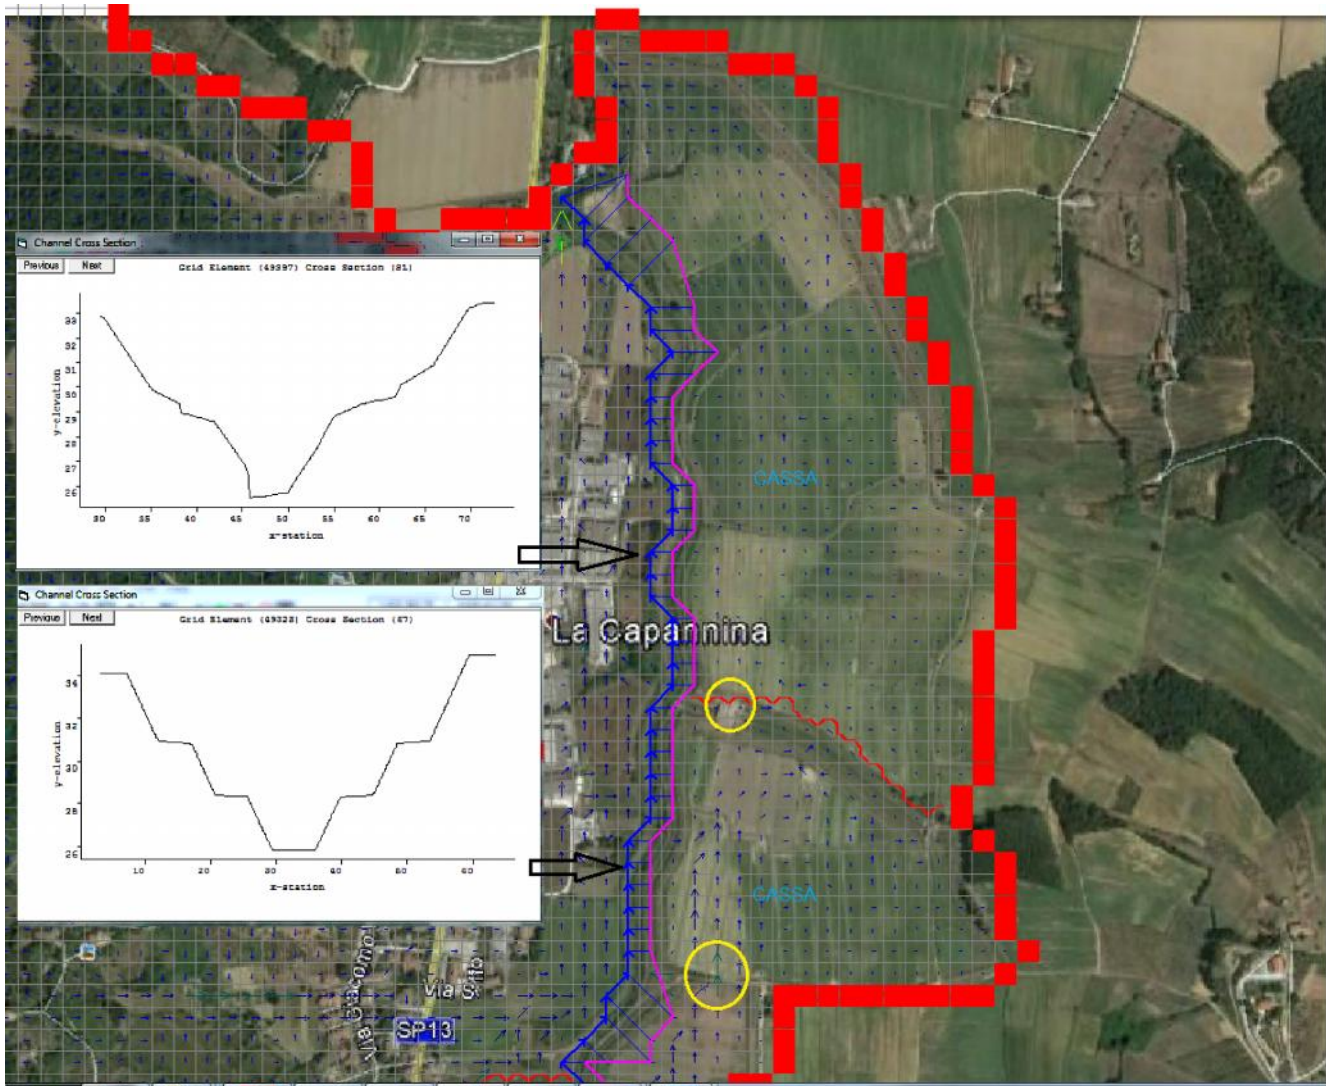 Channel Cross Section
Previous Next
Grid Element (49397) Cross Section (81)
33
32
31
30
29
28
27
26
y-elevation
30 35 40 45 50 55 60 65 70
x-station
Channel Cross Section
Previous Next
Grid Element (49328) Cross Section (67)
34
32
30
28
26
y-elevation
10 20 30 40 50 60
x-station
CASSA
La Capannina
CASSA
SP13